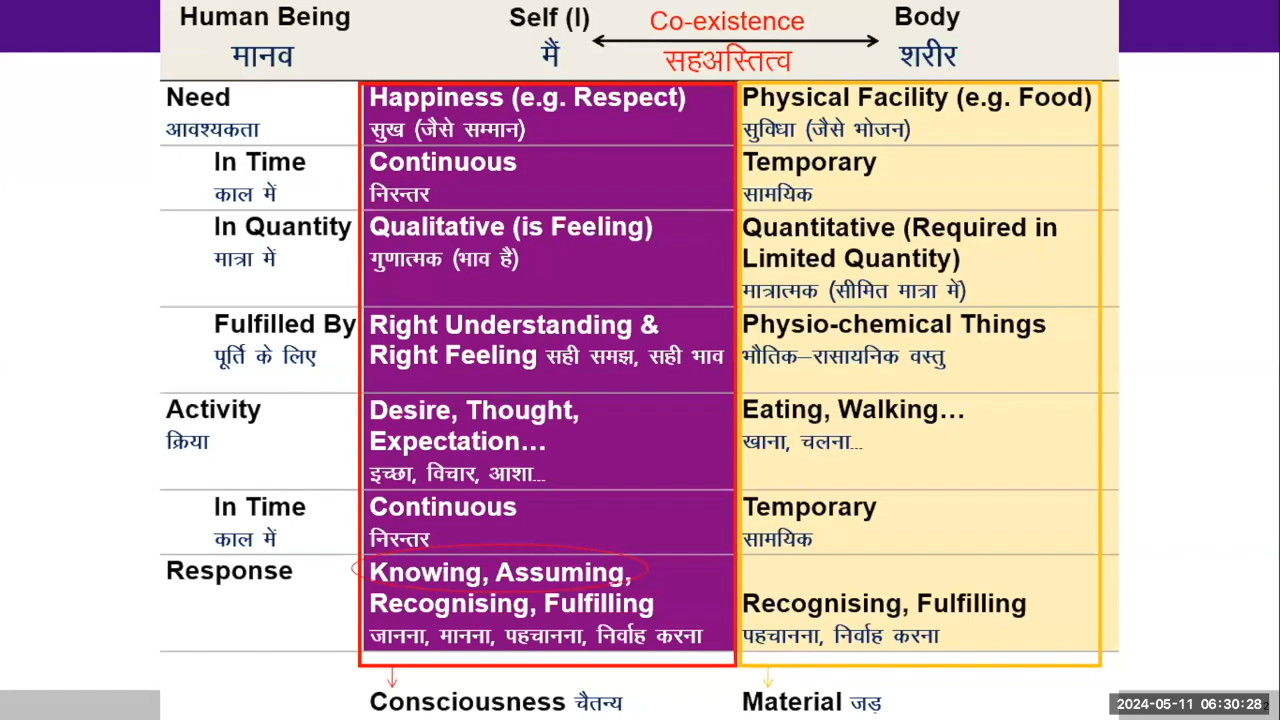 Human Being Self (I) Co-existence Body
मानव मैं सहअस्तित्व शरीर
Need Happiness (e.g. Respect) Physical Facility (e.g. Food)
आवश्यकता सुख (जैसे सम्मान) सुविधा (जैसे भोजन)
In Time Continuous Temporary
काल में निरन्तर सामयिक
In Quantity Qualitative (is Feeling) Quantitative (Required in
Limited Quantity)
मात्रा में गुणात्मक (भाव है)
मात्रात्मक (सीमित मात्रा में)
Fulfilled By Right Understanding & Physio-chemical Things
पूर्ति के लिए Right Feeling सही समझ, सही भाव भौतिक–रासायनिक वस्तु
Activity Desire, Thought, Eating, Walking…
क्रिया Expectation… खाना, चलना...
इच्छा, विचार, आशा...
In Time Continuous Temporary
काल में निरन्तर सामयिक
Response Knowing, Assuming,
Recognising, Fulfilling Recognising, Fulfilling
जानना, मानना, पहचानना, निर्वाह करना पहचानना, निर्वाह करना
Consciousness चैतन्य Material जड़
2024-05-11 06:30:28